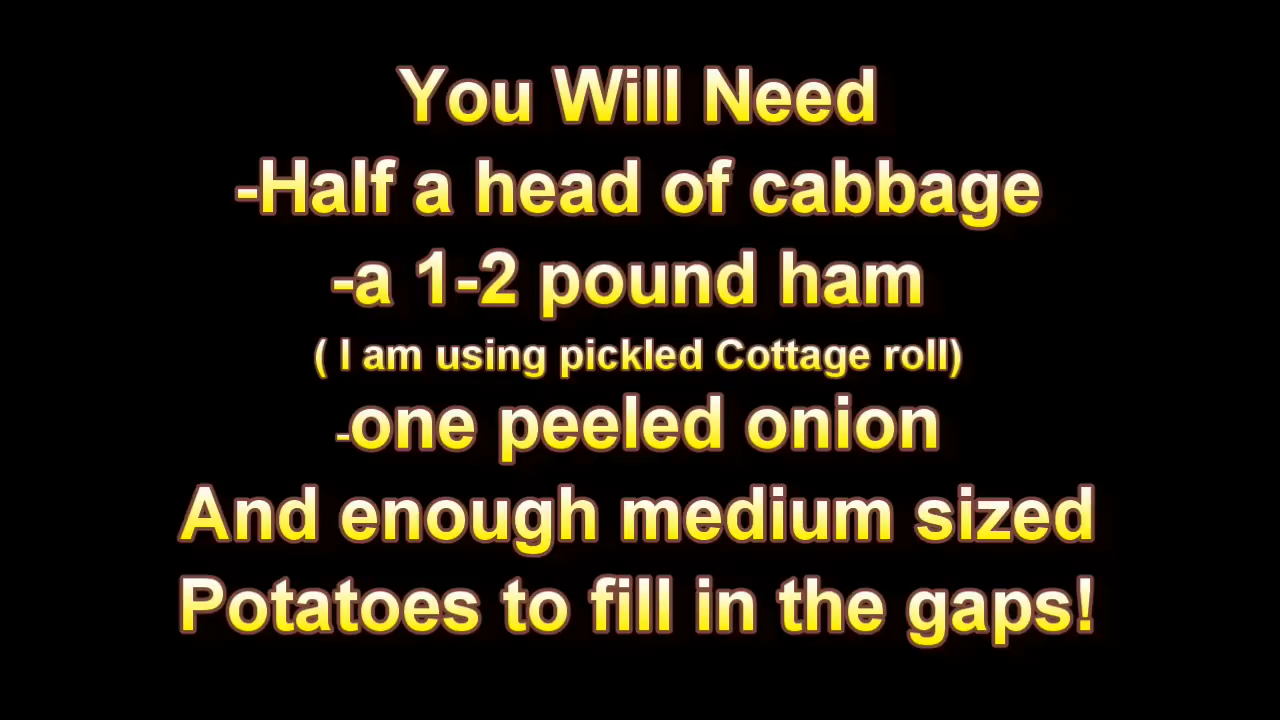 You Will Need
-Half a head of cabbage
-a 1-2 pound ham
( I am using pickled Cottage roll)
-one peeled onion
And enough medium sized
Potatoes to fill in the gaps!